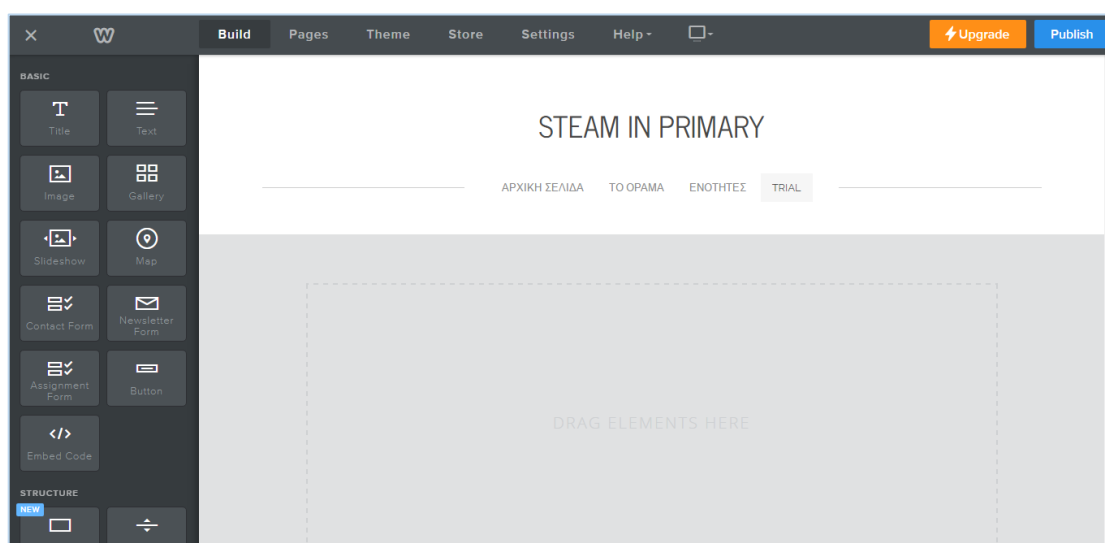 Build Pages Theme Store Settings Help Upgrade Publish
BASIC
Title Text
Image Gallery
Slideshow Map
Contact Form Newsletter Form
Assignment Form Button
Embed Code
STRUCTURE
NEW
STEAM IN PRIMARY
ΑΡΧΙΚΗ ΣΕΛΙΔΑ ΤΟ ΟΡΑΜΑ ΕΝΟΤΗΤΕΣ TRIAL
DRAG ELEMENTS HERE